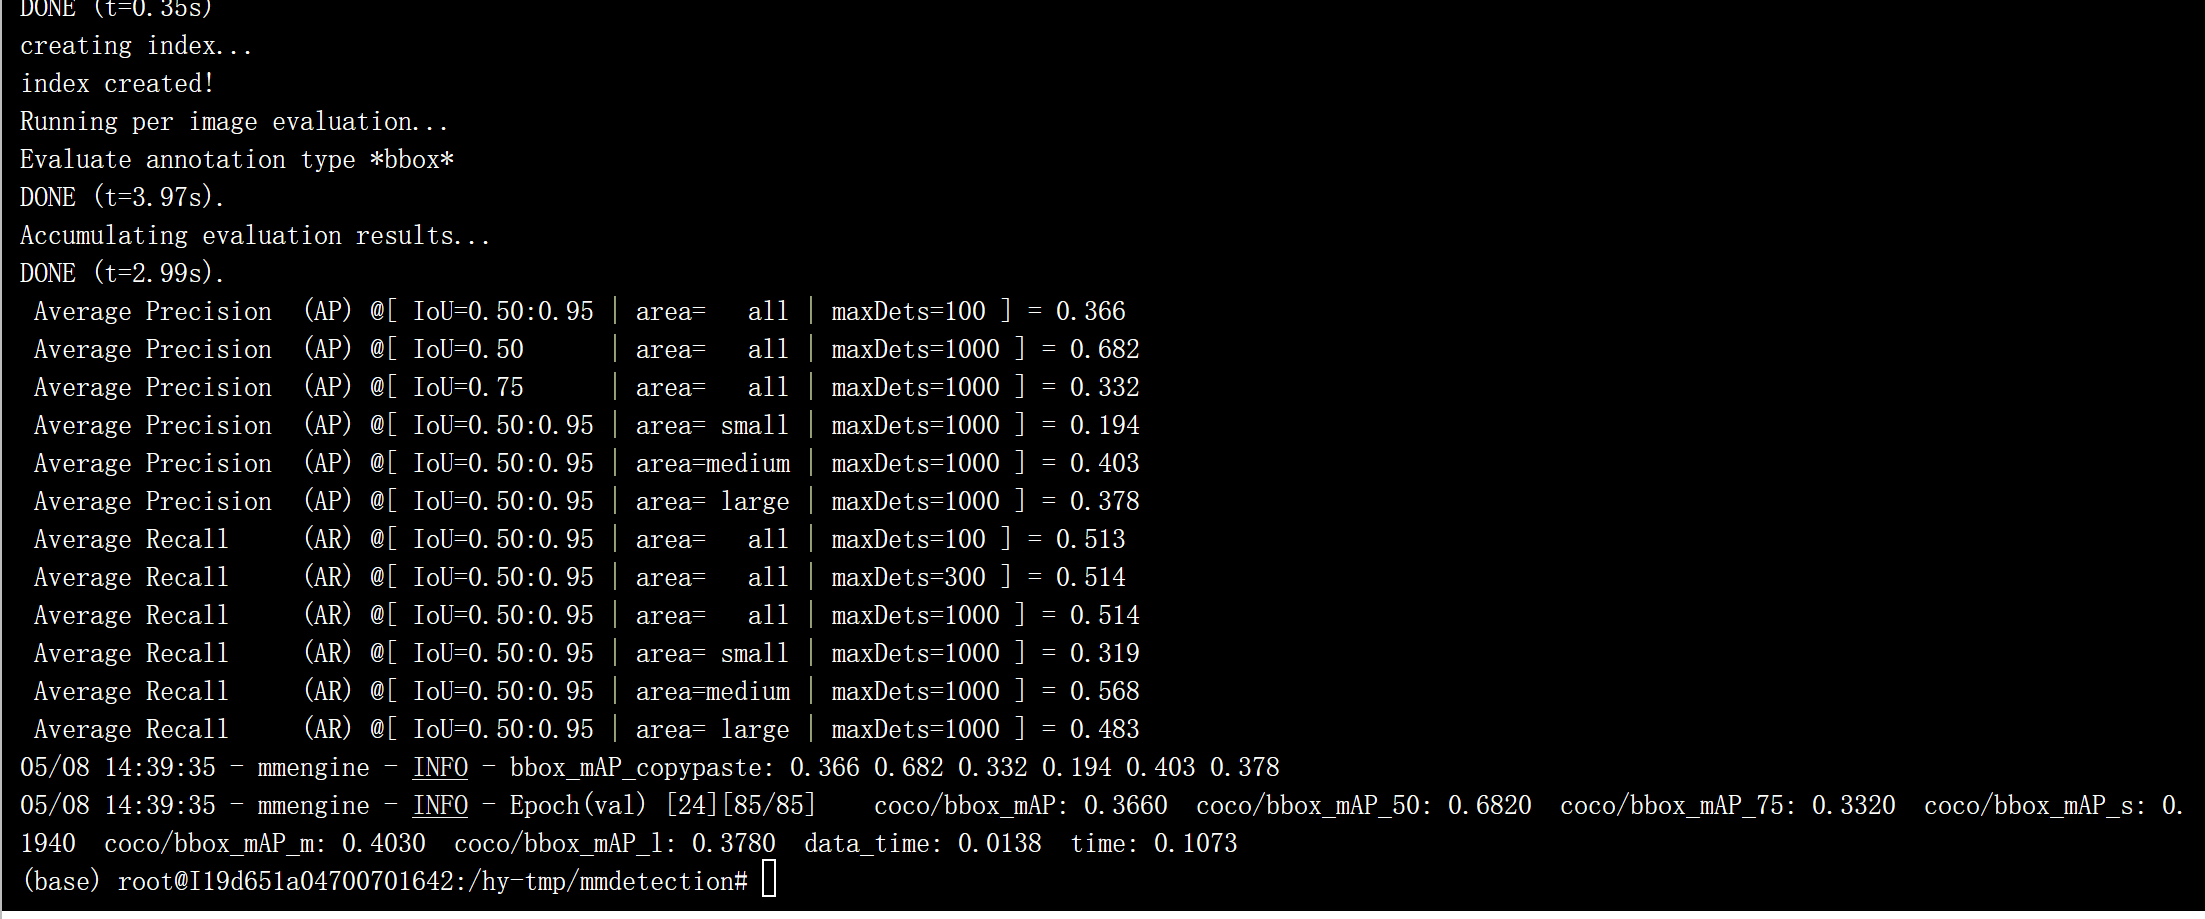 DONE (t=0.35s)
creating index...
index created!
Running per image evaluation...
Evaluate annotation type *bbox*
DONE (t=3.97s).
Accumulating evaluation results...
DONE (t=2.99s).
 Average Precision  (AP) @[ IoU=0.50:0.95 | area=   all | maxDets=100 ] = 0.366
 Average Precision  (AP) @[ IoU=0.50      | area=   all | maxDets=1000 ] = 0.682
 Average Precision  (AP) @[ IoU=0.75      | area=   all | maxDets=1000 ] = 0.332
 Average Precision  (AP) @[ IoU=0.50:0.95 | area= small | maxDets=1000 ] = 0.194
 Average Precision  (AP) @[ IoU=0.50:0.95 | area=medium | maxDets=1000 ] = 0.403
 Average Precision  (AP) @[ IoU=0.50:0.95 | area= large | maxDets=1000 ] = 0.378
 Average Recall     (AR) @[ IoU=0.50:0.95 | area=   all | maxDets=100 ] = 0.513
 Average Recall     (AR) @[ IoU=0.50:0.95 | area=   all | maxDets=300 ] = 0.514
 Average Recall     (AR) @[ IoU=0.50:0.95 | area=   all | maxDets=1000 ] = 0.514
 Average Recall     (AR) @[ IoU=0.50:0.95 | area= small | maxDets=1000 ] = 0.319
 Average Recall     (AR) @[ IoU=0.50:0.95 | area=medium | maxDets=1000 ] = 0.568
 Average Recall     (AR) @[ IoU=0.50:0.95 | area= large | maxDets=1000 ] = 0.483
05/08 14:39:35 - mmengine - INFO - bbox_mAP_copypaste: 0.366 0.682 0.332 0.194 0.403 0.378
05/08 14:39:35 - mmengine - INFO - Epoch(val) [24][85/85]    coco/bbox_mAP: 0.3660  coco/bbox_mAP_50: 0.6820  coco/bbox_mAP_75: 0.3320  coco/bbox_mAP_s: 0.
1940  coco/bbox_mAP_m: 0.4030  coco/bbox_mAP_l: 0.3780  data_time: 0.0138  time: 0.1073
(base) root@I19d651a04700701642:/hy-tmp/mmdetection#